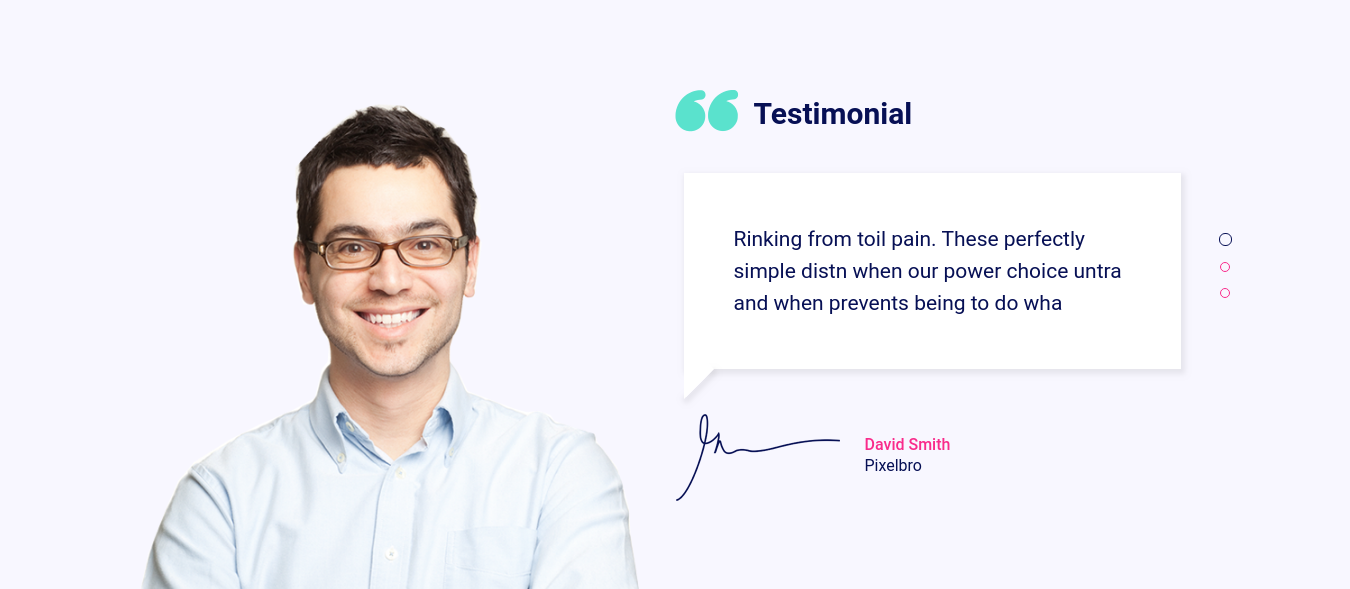 Testimonial
Rinking from toil pain. These perfectly
simple distn when our power choice untra
and when prevents being to do wha
David Smith
Pixelbro